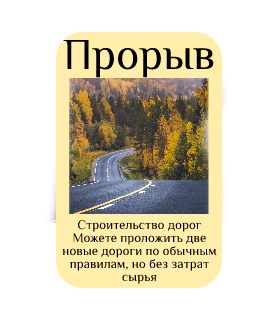 Прорыв
Строительство дорог
Можете проложить две
новые дороги по обычным
правилам, но без затрат
сырья